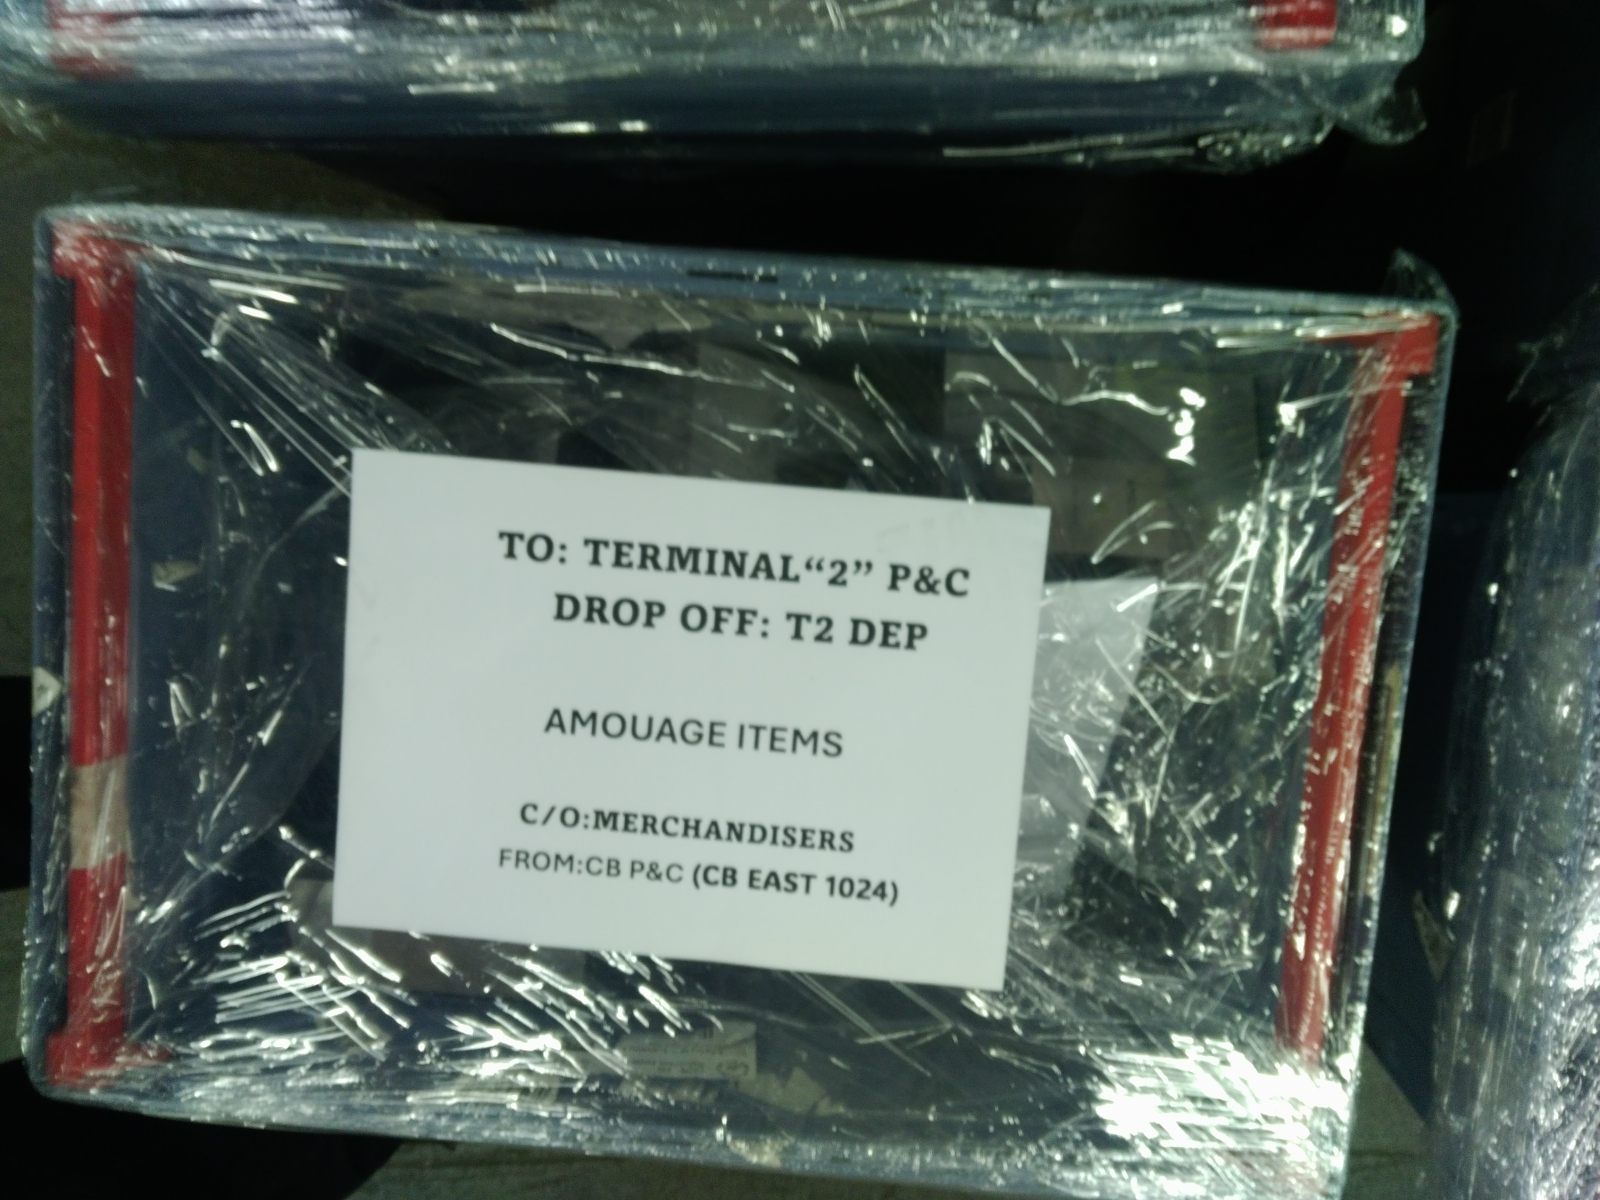 TO: TERMINAL“2” P&C
DROP OFF: T2 DEP
AMOUAGE ITEMS
C/O:MERCHANDISERS
FROM:CB P&C (CB EAST 1024)